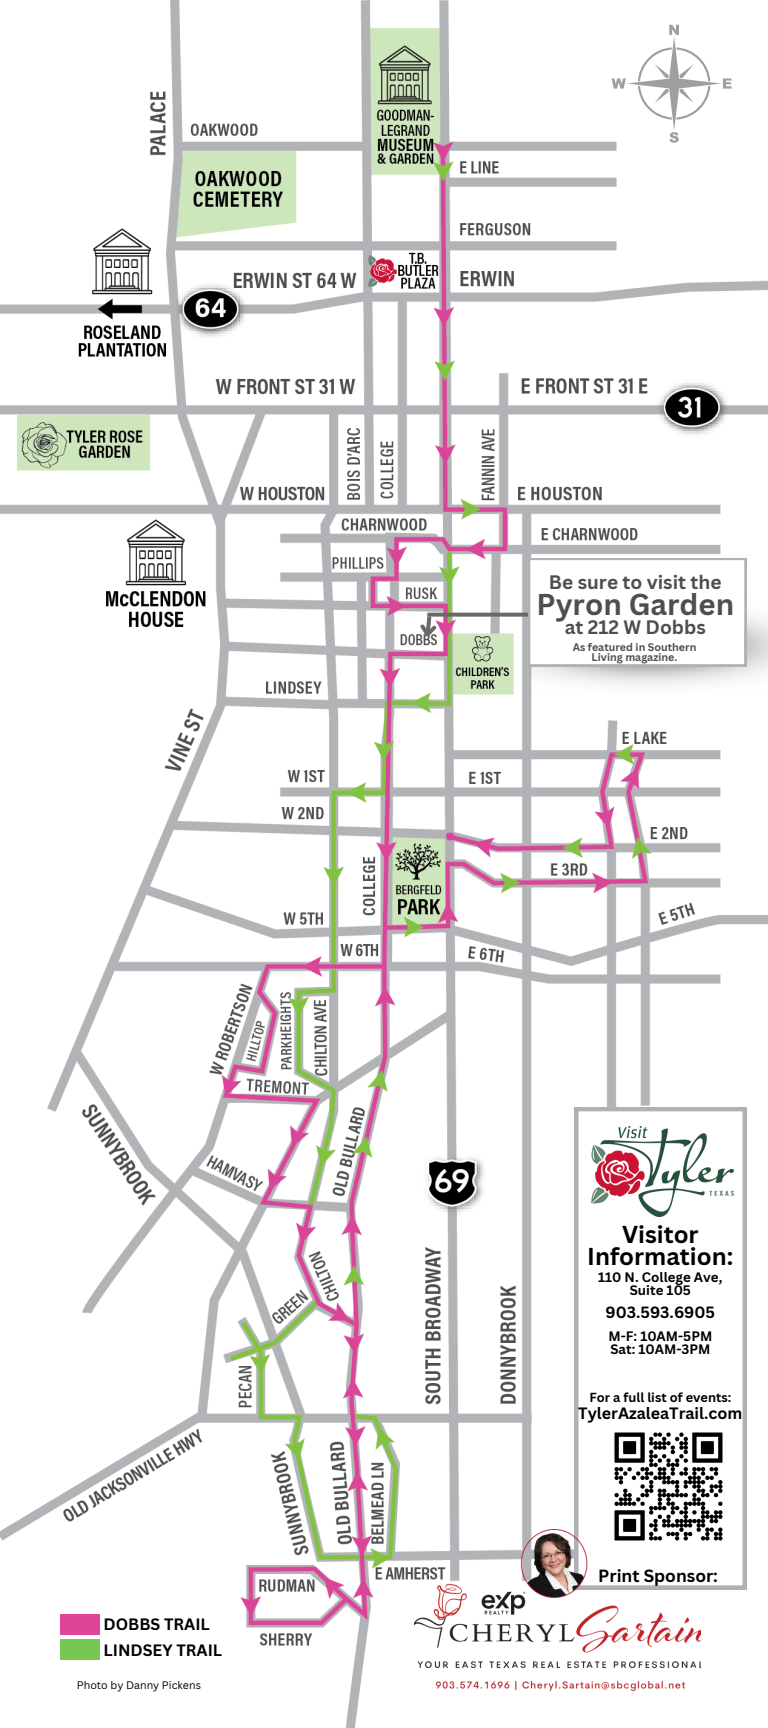 N
W
E
S
PALACE
OAKWOOD
GOODMAN-
LEGRAND
MUSEUM
& GARDEN
E LINE
OAKWOOD
CEMETERY
FERGUSON
T.B.
BUTLER
PLAZA
ERWIN ST 64 W
ERWIN
64
ROSELAND
PLANTATION
W FRONT ST 31 W
E FRONT ST 31 E
31
TYLER ROSE
GARDEN
BOIS D'ARC
COLLEGE
FANNIN AVE
W HOUSTON
E HOUSTON
CHARNWOOD
E CHARNWOOD
PHILLIPS
McCLENDON
HOUSE
RUSK
Be sure to visit the
Pyron Garden
at 212 W Dobbs
As featured in Southern
Living magazine.
DOBBS
CHILDREN'S
PARK
LINDSEY
VINE ST
E LAKE
W 1ST
E 1ST
W 2ND
E 2ND
COLLEGE
BERGFELD
PARK
E 3RD
W 5TH
E 5TH
W 6TH
E 6TH
W ROBERTSON
HILLTOP
PARKHEIGHTS
CHILTON AVE
TREMONT
SUNNYBROOK
HAMVASY
OLD BULLARD
69
Visit
Tyler
TEXAS
Visitor
Information:
110 N. College Ave,
Suite 105
903.593.6905
M-F: 10AM-5PM
Sat: 10AM-3PM
For a full list of events:
TylerAzaleaTrail.com
CHILTON
GREEN
SOUTH BROADWAY
DONNYBROOK
PECAN
OLD JACKSONVILLE HWY
SUNNYBROOK
OLD BULLARD
BELMEAD LN
E AMHERST
RUDMAN
SHERRY
Print Sponsor:
exp
REALTY
CHERYL Sartain
YOUR EAST TEXAS REAL ESTATE PROFESSIONAL
903.574.1696 | Cheryl.Sartain@sbcglobal.net
DOBBS TRAIL
LINDSEY TRAIL
Photo by Danny Pickens